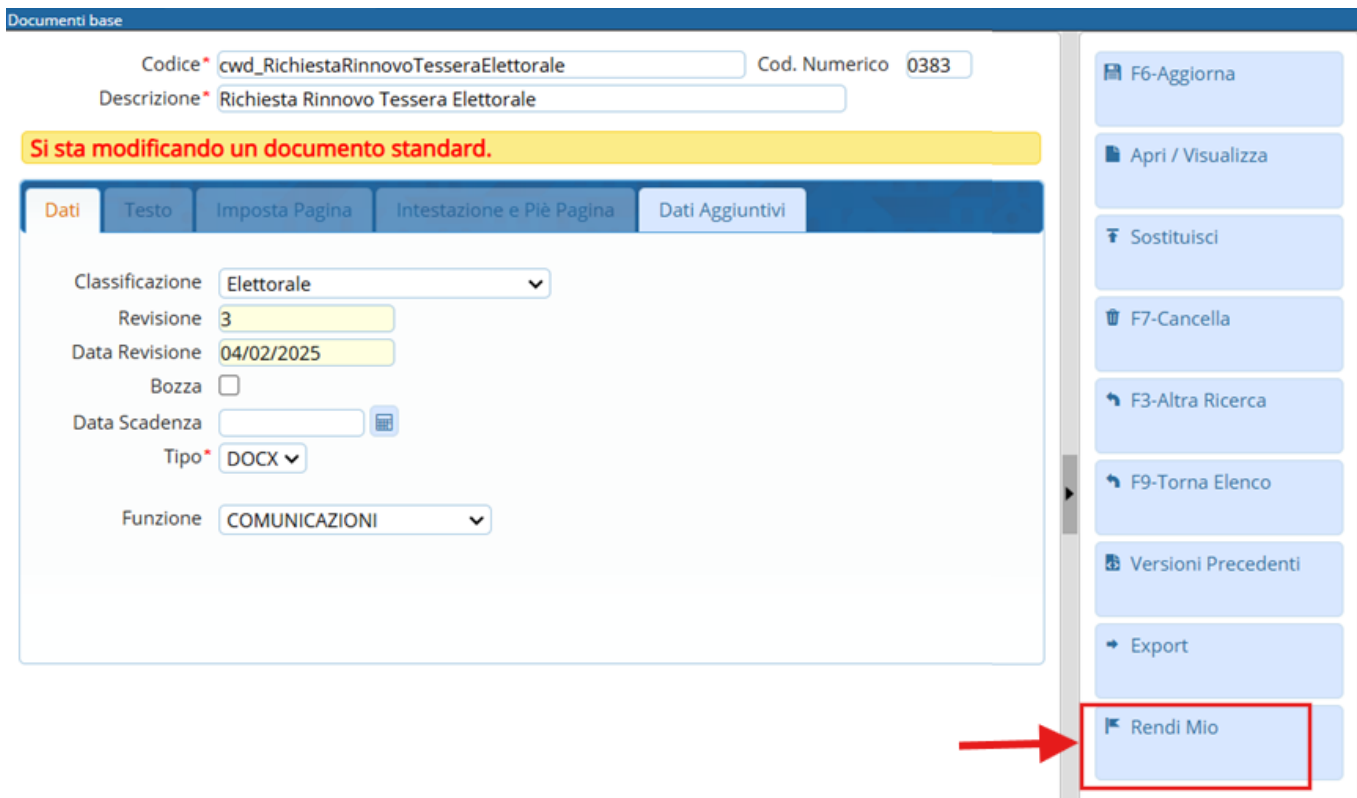 Documenti base
Codice* cwd_RichiestaRinnovoTesseraElettorale Cod. Numerico 0383
Descrizione* Richiesta Rinnovo Tessera Elettorale
Si sta modificando un documento standard.
Dati Testo Imposta Pagina Intestazione e Piè Pagina Dati Aggiuntivi
Classificazione Elettorale
Revisione 3
Data Revisione 04/02/2025
Bozza
Data Scadenza
Tipo* DOCX
Funzione COMUNICAZIONI
F6-Aggiorna
Apri / Visualizza
Sostituisci
F7-Cancella
F3-Altra Ricerca
F9-Torna Elenco
Versioni Precedenti
Export
Rendi Mio